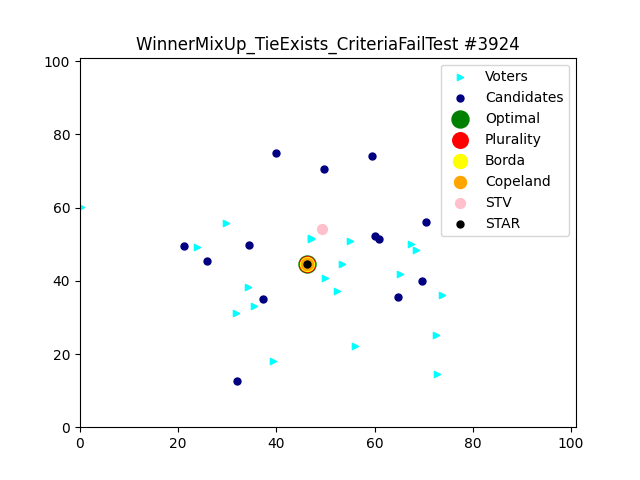 WinnerMixUp_TieExists_CriteriaFailTest #3924
100
80
60
40
20
0
0 20 40 60 80 100
Voters
Candidates
Optimal
Plurality
Borda
Copeland
STV
STAR